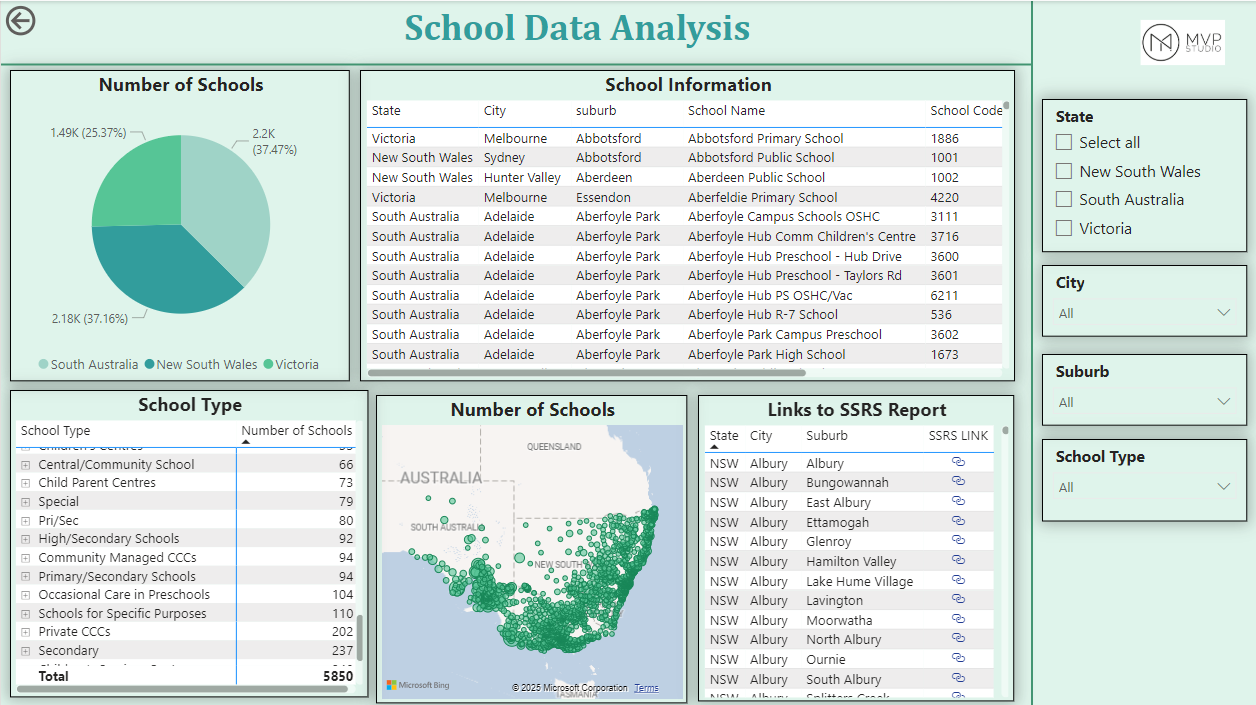 School Data Analysis
MVP
STUDIO
Number of Schools
1.49K (25.37%)
2.2K
(37.47%)
2.18K (37.16%)
South Australia New South Wales Victoria
School Information
State City suburb School Name School Code
Victoria Melbourne Abbotsford Abbotsford Primary School 1886
New South Wales Sydney Abbotsford Abbotsford Public School 1001
New South Wales Hunter Valley Aberdeen Aberdeen Public School 1002
Victoria Melbourne Essendon Aberfeldie Primary School 4220
South Australia Adelaide Aberfoyle Park Aberfoyle Campus Schools OSHC 3111
South Australia Adelaide Aberfoyle Park Aberfoyle Hub Comm Children's Centre 3716
South Australia Adelaide Aberfoyle Park Aberfoyle Hub Preschool - Hub Drive 3600
South Australia Adelaide Aberfoyle Park Aberfoyle Hub Preschool - Taylors Rd 3601
South Australia Adelaide Aberfoyle Park Aberfoyle Hub PS OSHC/Vac 6211
South Australia Adelaide Aberfoyle Park Aberfoyle Hub R-7 School 536
South Australia Adelaide Aberfoyle Park Aberfoyle Park Campus Preschool 3602
South Australia Adelaide Aberfoyle Park Aberfoyle Park High School 1673
State
Select all
New South Wales
South Australia
Victoria
City
All
Suburb
All
School Type
All
School Type
School Type Number of Schools
Central/Community School 66
Child Parent Centres 73
Special 79
Pri/Sec 80
High/Secondary Schools 92
Community Managed CCCs 94
Primary/Secondary Schools 94
Occasional Care in Preschools 104
Schools for Specific Purposes 110
Private CCCs 202
Secondary 237
Total 5850
Number of Schools
QUEENSLAND
AUSTRALIA
SOUTH AUSTRALIA
NEW SOUTH
TASMANIA
Microsoft Bing
© 2025 Microsoft Corporation Terms
Links to SSRS Report
State City Suburb SSRS LINK
NSW Albury Albury
NSW Albury Bungowannah
NSW Albury East Albury
NSW Albury Ettamogah
NSW Albury Glenroy
NSW Albury Hamilton Valley
NSW Albury Lake Hume Village
NSW Albury Lavington
NSW Albury Moorwatha
NSW Albury North Albury
NSW Albury Ournie
NSW Albury South Albury
NSW Albury Splitters Creek